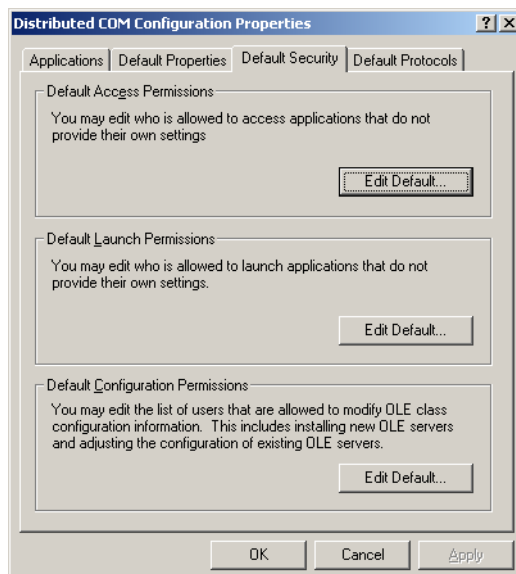 Distributed COM Configuration Properties
Applications Default Properties Default Security Default Protocols
Default Access Permissions
You may edit who is allowed to access applications that do not
provide their own settings
Edit Default...
Default Launch Permissions
You may edit who is allowed to launch applications that do not
provide their own settings.
Edit Default...
Default Configuration Permissions
You may edit the list of users that are allowed to modify OLE class
configuration information. This includes installing new OLE servers
and adjusting the configuration of existing OLE servers.
Edit Default...
OK Cancel Apply